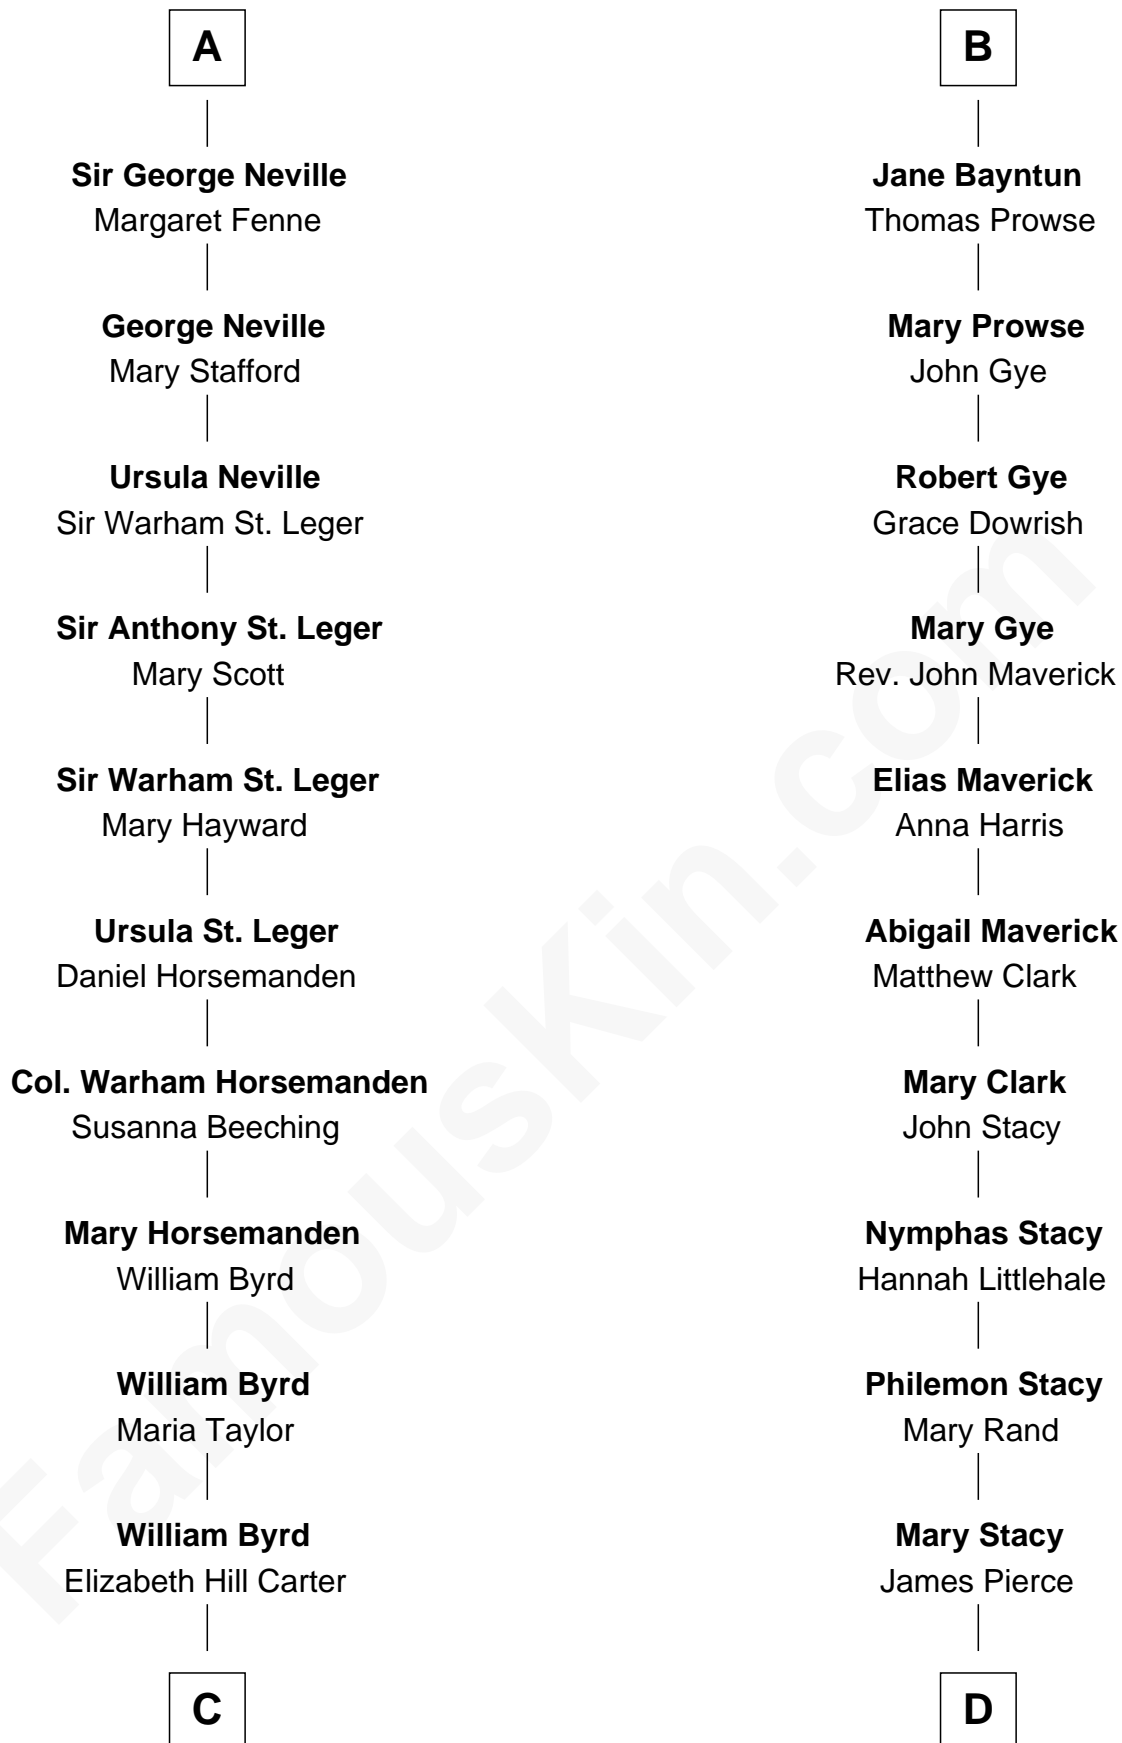 A
Sir George Neville
Margaret Fenne
George Neville
Mary Stafford
Ursula Neville
Sir Warham St. Leger
Sir Anthony St. Leger
Mary Scott
Sir Warham St. Leger
Mary Hayward
Ursula St. Leger
Daniel Horsemanden
Col. Warham Horsemanden
Susanna Beeching
Mary Horsemanden
William Byrd
William Byrd
Maria Taylor
William Byrd
Elizabeth Hill Carter
C
B
Jane Bayntun
Thomas Prowse
Mary Prowse
John Gye
Robert Gye
Grace Dowrish
Mary Gye
Rev. John Maverick
Elias Maverick
Anna Harris
Abigail Maverick
Matthew Clark
Mary Clark
John Stacy
Nymphas Stacy
Hannah Littlehale
Philemon Stacy
Mary Rand
Mary Stacy
James Pierce
D
FamousKin.com